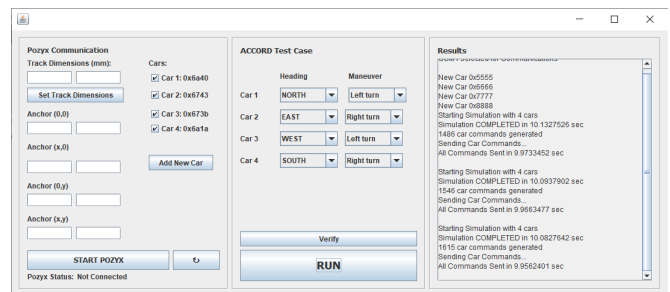 Pozyx Communication
Track Dimensions (mm):
Set Track Dimensions
Anchor (0,0)
Anchor (x,0)
Anchor (0,y)
Anchor (x,y)
START POZYX
↻
Pozyx Status: Not Connected
Cars:
Car 1: 0x6a40
Car 2: 0x6743
Car 3: 0x673b
Car 4: 0x6a1a
Add New Car
ACCORD Test Case
Heading Maneuver
Car 1 NORTH Left turn
Car 2 EAST Right turn
Car 3 WEST Left turn
Car 4 SOUTH Right turn
Verify
RUN
Results
selected for Communications
New Car 0x5555
New Car 0x6666
New Car 0x7777
New Car 0x8888
Starting Simulation with 4 cars
Simulation COMPLETED in 10.1327526 sec
1486 car commands generated
Sending Car Commands...
All Commands Sent in 9.9733452 sec
Starting Simulation with 4 cars
Simulation COMPLETED in 10.0937902 sec
1546 car commands generated
Sending Car Commands...
All Commands Sent in 9.9663477 sec
Starting Simulation with 4 cars
Simulation COMPLETED in 10.0827642 sec
1615 car commands generated
Sending Car Commands...
All Commands Sent in 9.9562401 sec